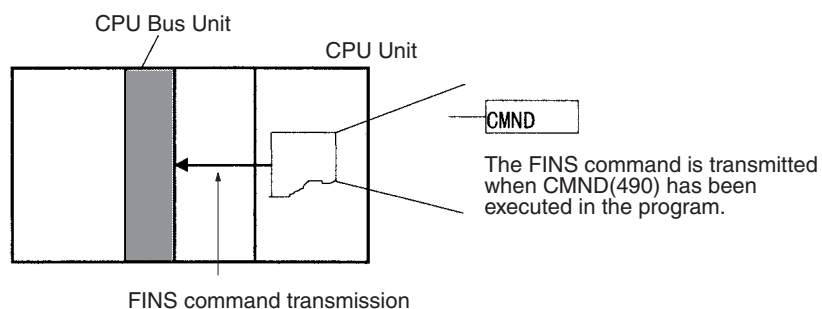 CPU Bus Unit
CPU Unit
CMND
The FINS command is transmitted
when CMND(490) has been
executed in the program.
FINS command transmission